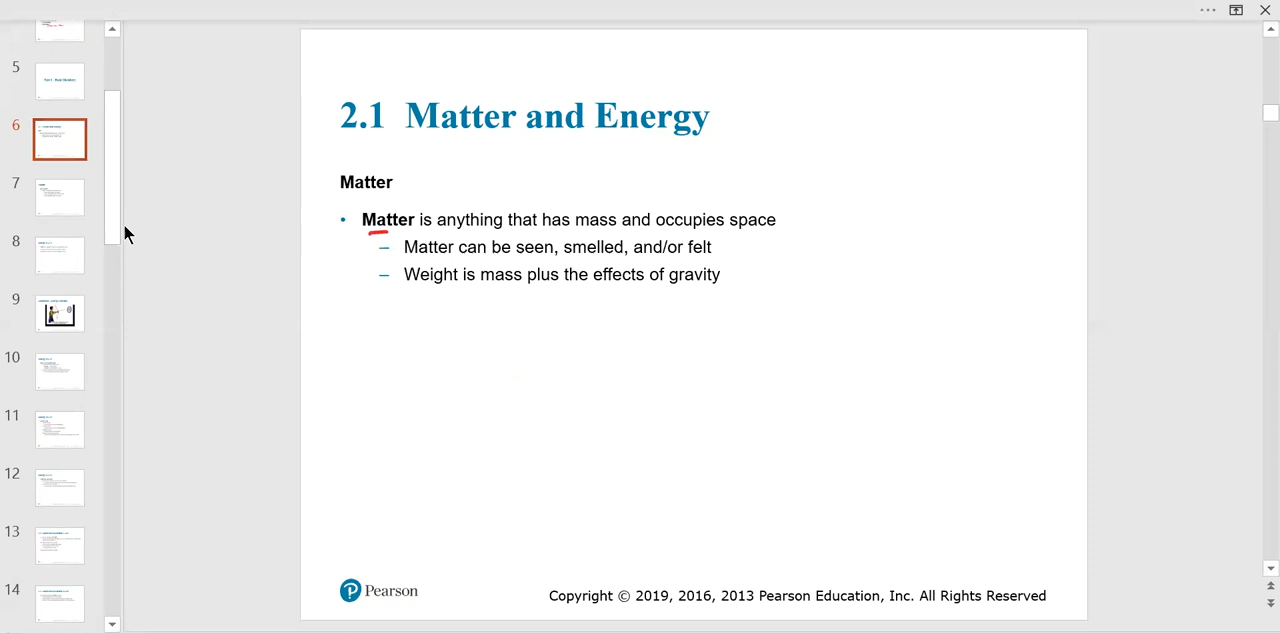 5
6
7
8
9
10
11
12
13
14
2.1 Matter and Energy
Matter
• Matter is anything that has mass and occupies space
– Matter can be seen, smelled, and/or felt
– Weight is mass plus the effects of gravity
Pearson
Copyright © 2019, 2016, 2013 Pearson Education, Inc. All Rights Reserved